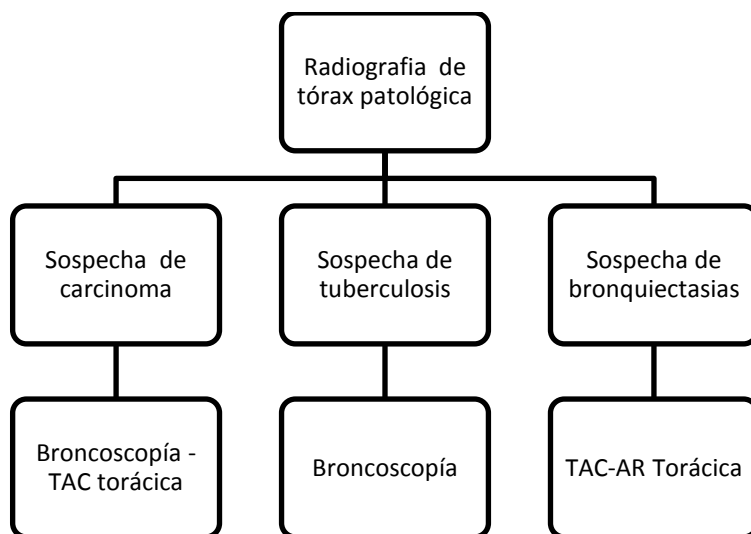 Radiografia de
tórax patológica
Sospecha de
carcinoma
Sospecha de
tuberculosis
Sospecha de
bronquiectasias
Broncoscopía -
TAC torácica
Broncoscopía
TAC-AR Torácica